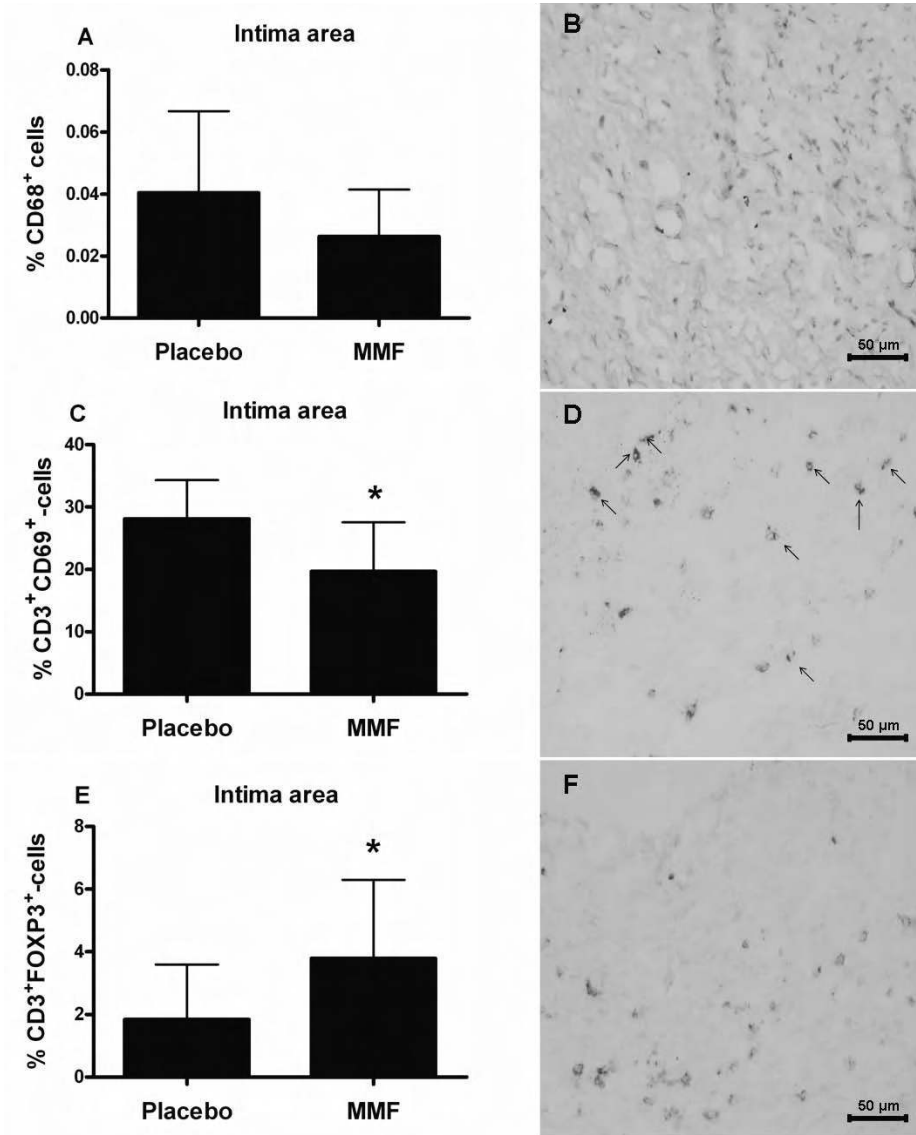 A
Intima area
% CD68+ cells
0.08
0.06
0.04
0.02
0.00
Placebo MMF
B
50 µm
C
Intima area
% CD3+CD69+-cells
40
30
20
10
0
*
Placebo MMF
D
50 µm
E
Intima area
% CD3+FOXP3+-cells
8
6
4
2
0
*
Placebo MMF
F
50 µm